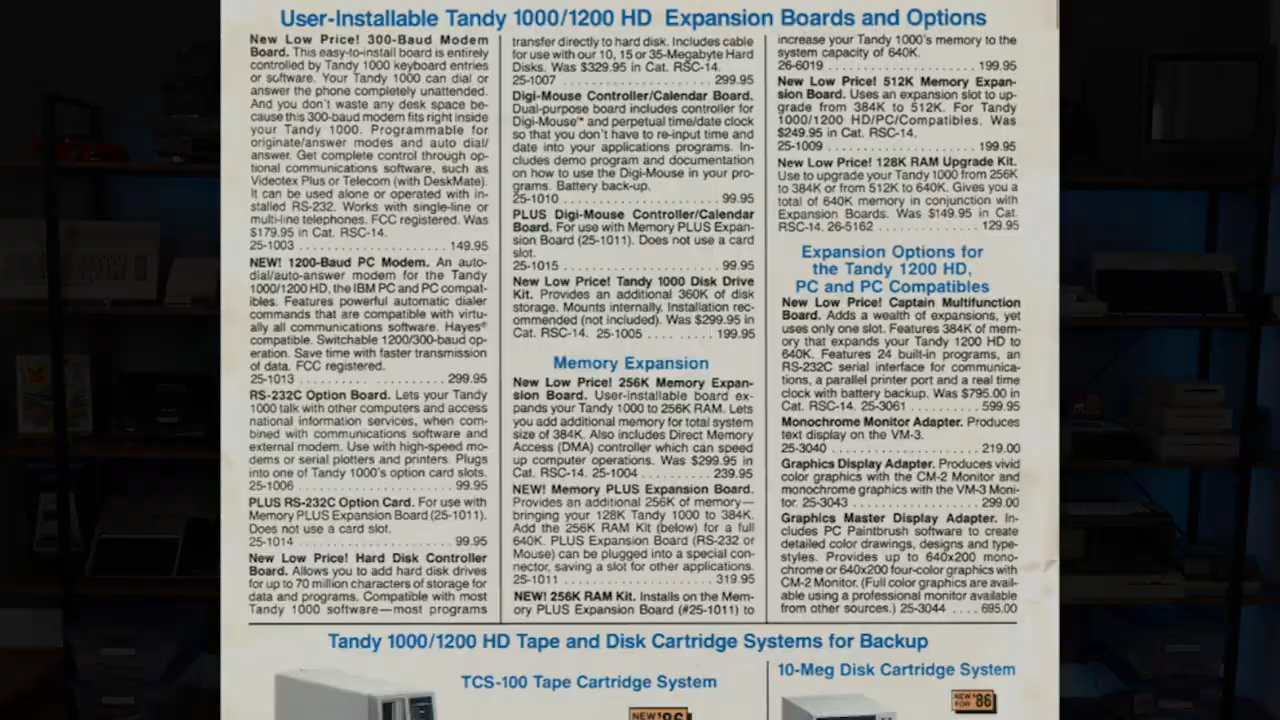 User-Installable Tandy 1000/1200 HD Expansion Boards and Options
New Low Price! 300-Baud Modem
Board. This easy-to-install board is entirely
controlled by Tandy 1000 keyboard entries
or software. Your Tandy 1000 can dial or
answer the phone completely unattended.
And you don't waste any desk space be-
cause this 300-baud modem fits right inside
your Tandy 1000. Programmable for
originate/answer modes and auto dial/
answer. Get complete control through op-
tional communications software, such as
Videotex Plus or Telecom (with DeskMate).
It can be used alone or operated with in-
stalled RS-232. Works with single-line or
multi-line telephones. FCC registered. Was
$179.95 in Cat. RSC-14.
25-1003 . . . . . . . . . . . . . . . . . . . . . . . 149.95
NEW! 1200-Baud PC Modem. An auto-
dial/auto-answer modem for the Tandy
1000/1200 HD, the IBM PC and PC compat-
ibles. Features powerful automatic dialer
commands that are compatible with virtu-
ally all communications software. Hayes®
compatible. Switchable 1200/300-baud op-
eration. Save time with faster transmission
of data. FCC registered.
25-1013 . . . . . . . . . . . . . . . . . . . . . . . 299.95
RS-232C Option Board. Lets your Tandy
1000 talk with other computers and access
national information services, when com-
bined with communications software and
external modem. Use with high-speed mo-
dems or serial plotters and printers. Plugs
into one of Tandy 1000's option card slots.
25-1006 . . . . . . . . . . . . . . . . . . . . . . . . 99.95
PLUS RS-232C Option Card. For use with
Memory PLUS Expansion Board (25-1011).
Does not use a card slot.
25-1014 . . . . . . . . . . . . . . . . . . . . . . . . 99.95
New Low Price! Hard Disk Controller
Board. Allows you to add hard disk drives
for up to 70 million characters of storage for
data and programs. Compatible with most
Tandy 1000 software—most programs
transfer directly to hard disk. Includes cable
for use with our 10, 15 or 35-Megabyte Hard
Disks. Was $329.95 in Cat. RSC-14.
25-1007 . . . . . . . . . . . . . . . . . . . . . . . 299.95
Digi-Mouse Controller/Calendar Board.
Dual-purpose board includes controller for
Digi-Mouse™ and perpetual time/date clock
so that you don't have to re-input time and
date into your applications programs. In-
cludes demo program and documentation
on how to use the Digi-Mouse in your pro-
grams. Battery back-up.
25-1010 . . . . . . . . . . . . . . . . . . . . . . . . 99.95
PLUS Digi-Mouse Controller/Calendar
Board. For use with Memory PLUS Expan-
sion Board (25-1011). Does not use a card
slot.
25-1015 . . . . . . . . . . . . . . . . . . . . . . . . 99.95
New Low Price! Tandy 1000 Disk Drive
Kit. Provides an additional 360K of disk
storage. Mounts internally. Installation rec-
ommended (not included). Was $299.95 in
Cat. RSC-14. 25-1005 . . . . . . . . . . 199.95
Memory Expansion
New Low Price! 256K Memory Expan-
sion Board. User-installable board ex-
pands your Tandy 1000 to 256K RAM. Lets
you add additional memory for total system
size of 384K. Also includes Direct Memory
Access (DMA) controller which can speed
up computer operations. Was $299.95 in
Cat. RSC-14. 25-1004 . . . . . . . . . . . 239.95
NEW! Memory PLUS Expansion Board.
Provides an additional 256K of memory—
bringing your 128K Tandy 1000 to 384K.
Add the 256K RAM Kit (below) for a full
640K. PLUS Expansion Board (RS-232 or
Mouse) can be plugged into a special con-
nector, saving a slot for other applications.
25-1011 . . . . . . . . . . . . . . . . . . . . . . . 319.95
NEW! 256K RAM Kit. Installs on the Mem-
ory PLUS Expansion Board (#25-1011) to
increase your Tandy 1000's memory to the
system capacity of 640K.
26-6019 . . . . . . . . . . . . . . . . . . . . . . . 199.95
New Low Price! 512K Memory Expan-
sion Board. Uses an expansion slot to up-
grade from 384K to 512K. For Tandy
1000/1200 HD/PC/Compatibles. Was
$249.95 in Cat. RSC-14.
25-1009 . . . . . . . . . . . . . . . . . . . . . . . 199.95
New Low Price! 128K RAM Upgrade Kit.
Use to upgrade your Tandy 1000 from 256K
to 384K or from 512K to 640K. Gives you a
total of 640K memory in conjunction with
Expansion Boards. Was $149.95 in Cat.
RSC-14. 26-5162 . . . . . . . . . . . . . . . 129.95
Expansion Options for
the Tandy 1200 HD,
PC and PC Compatibles
New Low Price! Captain Multifunction
Board. Adds a wealth of expansions, yet
uses only one slot. Features 384K of mem-
ory that expands your Tandy 1200 HD to
640K. Features 24 built-in programs, an
RS-232C serial interface for communica-
tions, a parallel printer port and a real time
clock with battery backup. Was $795.00 in
Cat. RSC-14. 25-3061 . . . . . . . . . . . 599.95
Monochrome Monitor Adapter. Produces
text display on the VM-3.
25-3040 . . . . . . . . . . . . . . . . . . . . . . . 219.00
Graphics Display Adapter. Produces vivid
color graphics with the CM-2 Monitor and
monochrome graphics with the VM-3 Moni-
tor. 25-3043 . . . . . . . . . . . . . . . . . . . 299.00
Graphics Master Display Adapter. In-
cludes PC Paintbrush software to create
detailed color drawings, designs and type-
styles. Provides up to 640x200 mono-
chrome or 640x200 four-color graphics with
CM-2 Monitor. (Full color graphics are avail-
able using a professional monitor available
from other sources.) 25-3044 . . . . 695.00
Tandy 1000/1200 HD Tape and Disk Cartridge Systems for Backup
TCS-100 Tape Cartridge System
NEW '86
10-Meg Disk Cartridge System
NEW FOR '86